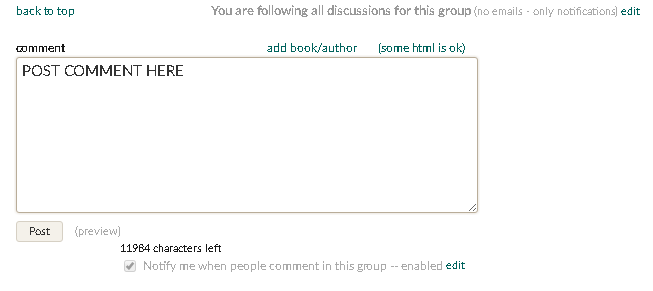 back to top You are following all discussions for this group (no emails - only notifications) edit
comment add book/author (some html is ok)
POST COMMENT HERE
Post (preview)
11984 characters left
Notify me when people comment in this group -- enabled edit